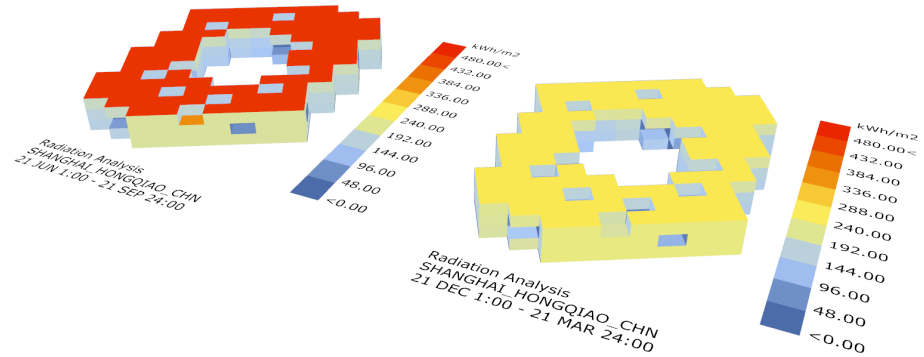 kWh/m2
480.00<
432.00
384.00
336.00
288.00
240.00
192.00
144.00
96.00
48.00
<0.00
Radiation Analysis
SHANGHAI_HONGQIAO_CHN
21 JUN 1:00 - 21 SEP 24:00
kWh/m2
480.00<
432.00
384.00
336.00
288.00
240.00
192.00
144.00
96.00
48.00
<0.00
Radiation Analysis
SHANGHAI_HONGQIAO_CHN
21 DEC 1:00 - 21 MAR 24:00